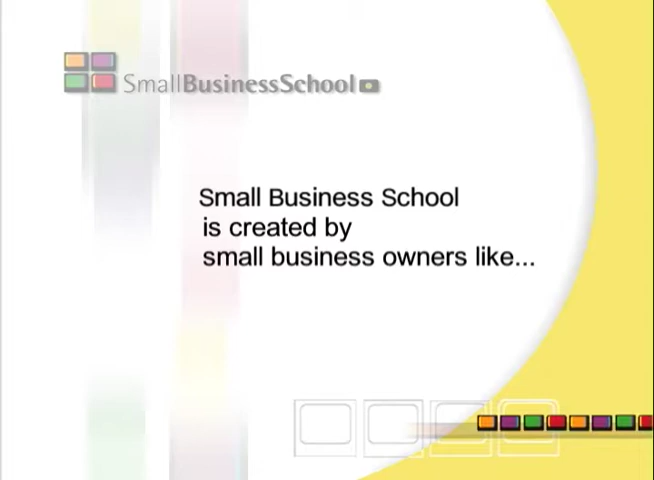 SmallBusinessSchool
Small Business School
is created by
small business owners like...